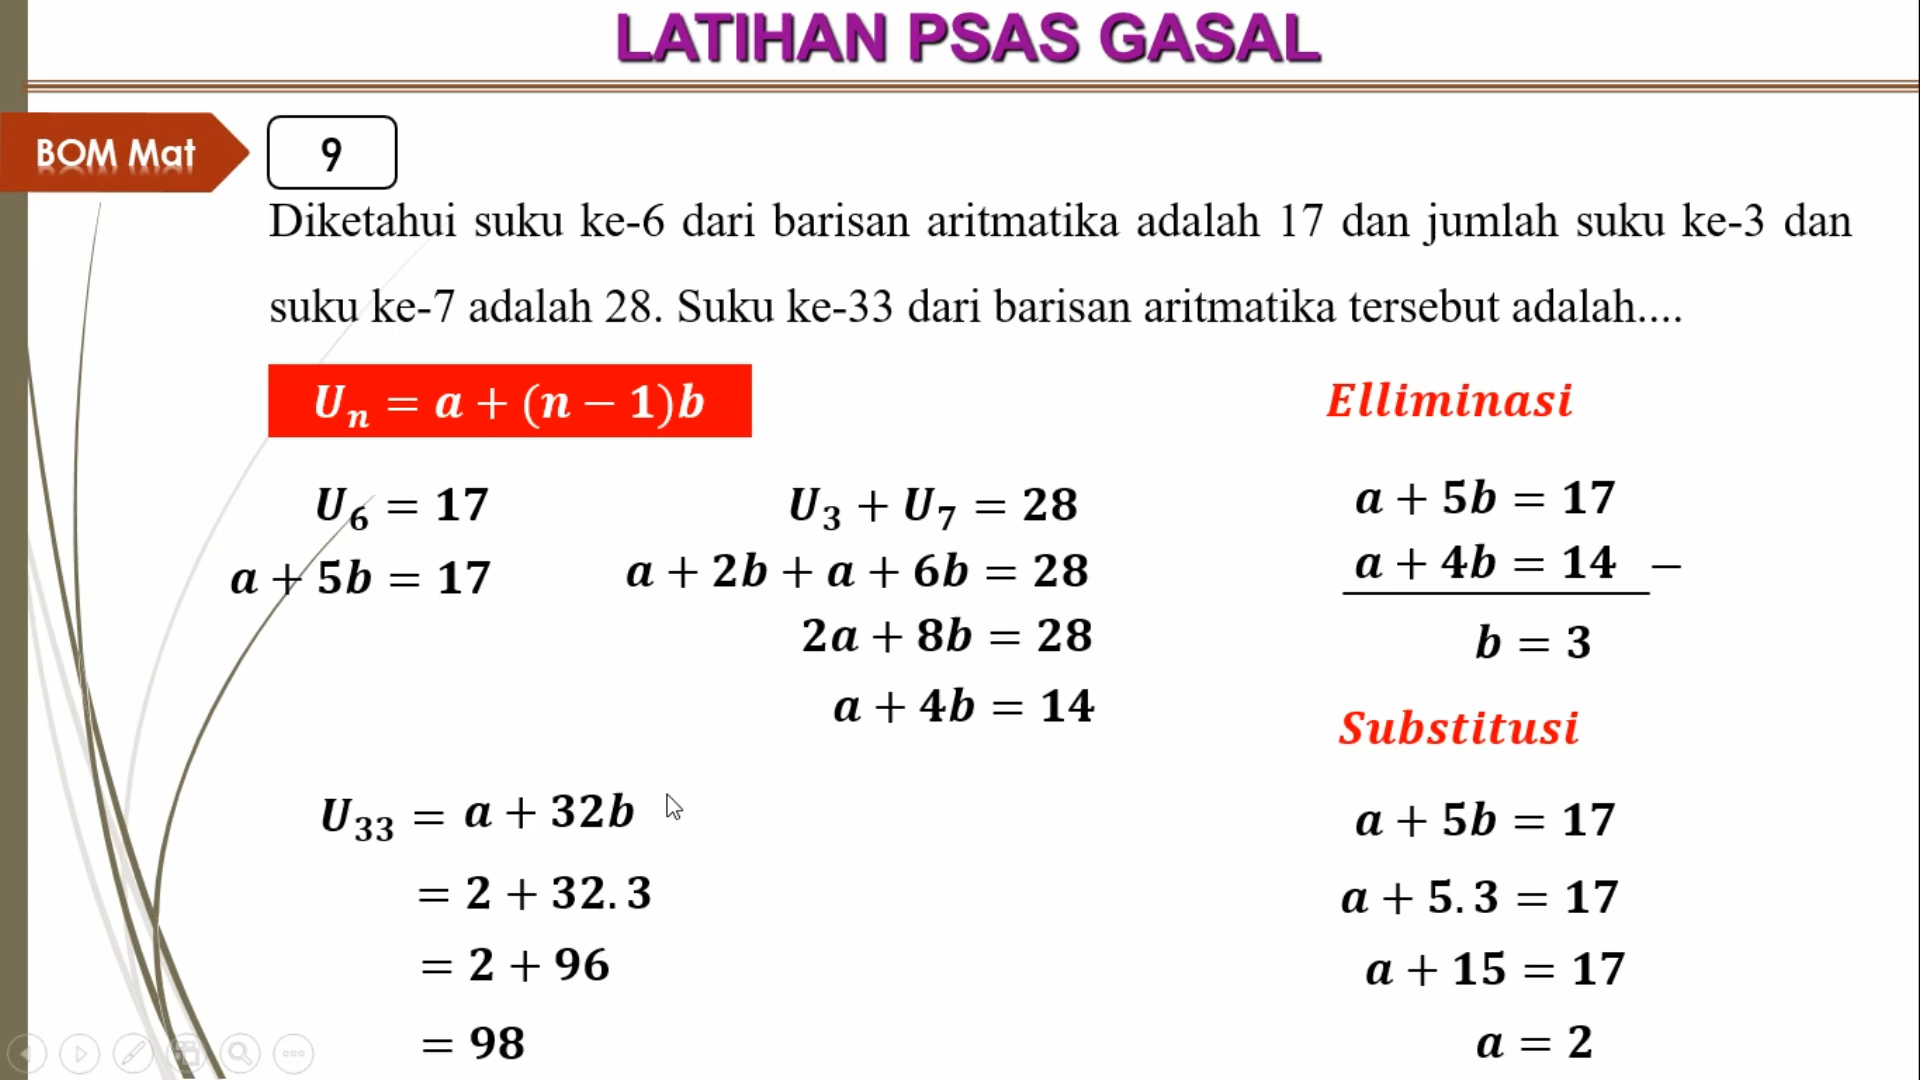 LATIHAN PSAS GASAL
BOM Mat
9
Diketahui suku ke-6 dari barisan aritmatika adalah 17 dan jumlah suku ke-3 dan
suku ke-7 adalah 28. Suku ke-33 dari barisan aritmatika tersebut adalah....
Uₙ = a + (n − 1)b
U₆ = 17
a + 5b = 17
U₃ + U₇ = 28
a + 2b + a + 6b = 28
2a + 8b = 28
a + 4b = 14
U₃₃ = a + 32b
= 2 + 32.3
= 2 + 96
= 98
Elliminasi
a + 5b = 17
a + 4b = 14 −
b = 3
Substitusi
a + 5b = 17
a + 5.3 = 17
a + 15 = 17
a = 2